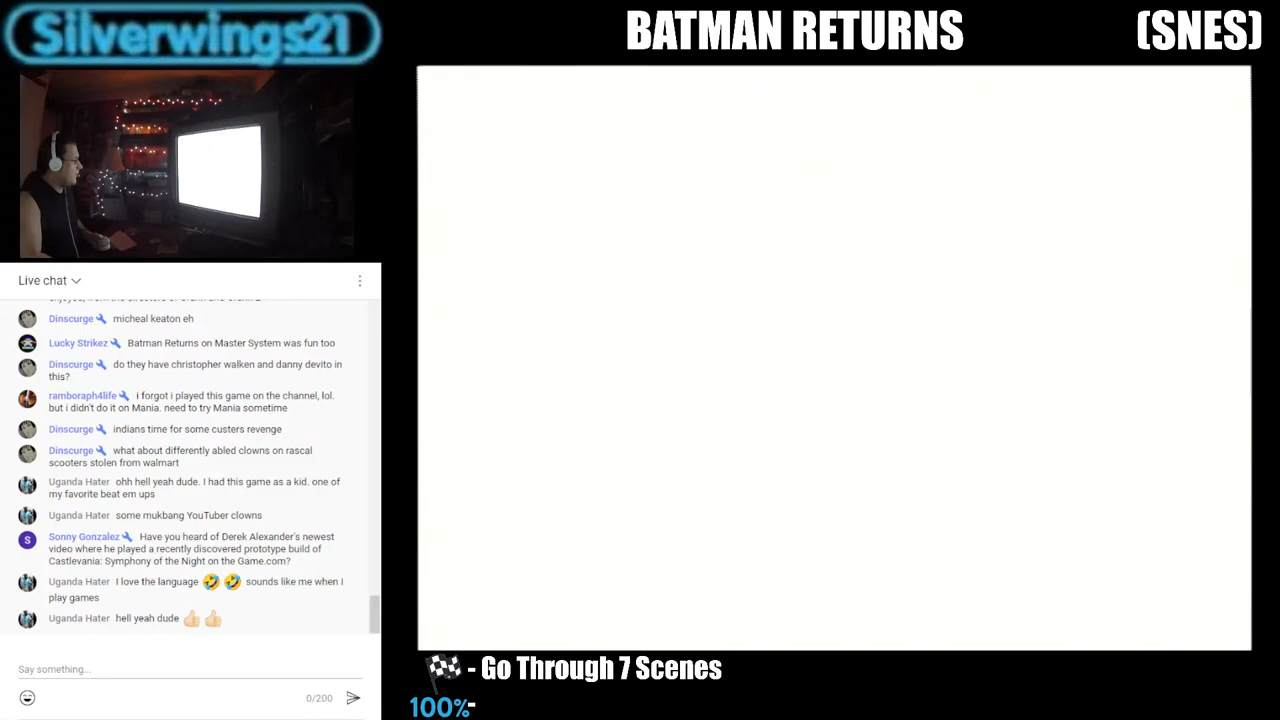 Silverwings21
BATMAN RETURNS
(SNES)
Live chat
Dinscurge micheal keaton eh
Lucky Strikez Batman Returns on Master System was fun too
Dinscurge do they have christopher walken and danny devito in
this?
ramboraph4life i forgot i played this game on the channel, lol.
but i didn't do it on Mania. need to try Mania sometime
Dinscurge indians time for some custers revenge
Dinscurge what about differently abled clowns on rascal
scooters stolen from walmart
Uganda Hater ohh hell yeah dude. I had this game as a kid. one of
my favorite beat em ups
Uganda Hater some mukbang YouTuber clowns
S Sonny Gonzalez Have you heard of Derek Alexander's newest
video where he played a recently discovered prototype build of
Castlevania: Symphony of the Night on the Game.com?
Uganda Hater I love the language 🤣 🤣 sounds like me when I
play games
Uganda Hater hell yeah dude 👍🏻 👍🏻
Say something...
0/200
- Go Through 7 Scenes
100%-